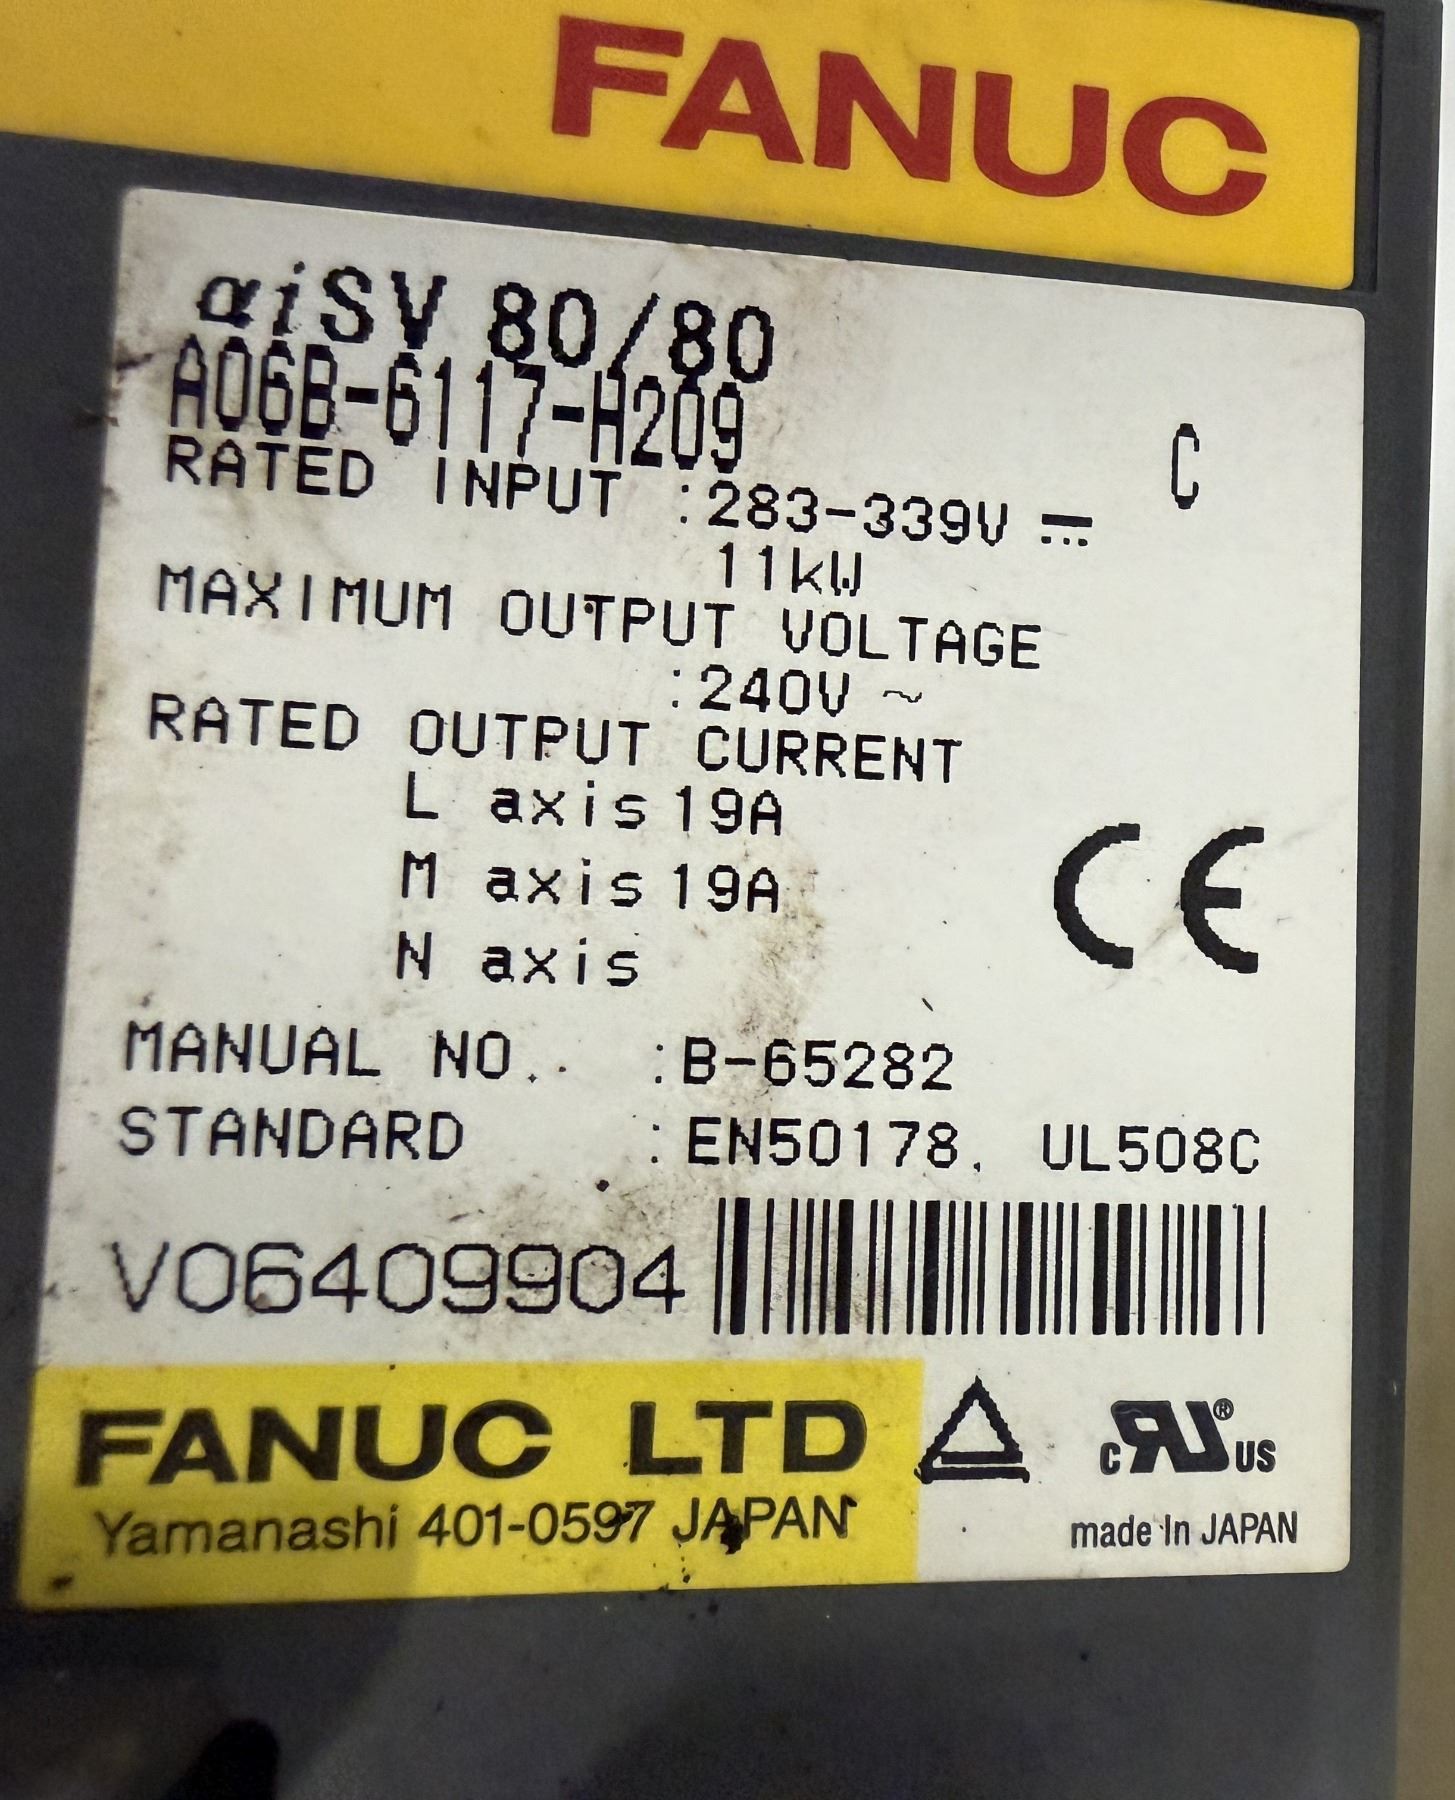 FANUC
αiSV 80/80
A06B-6117-H209
C
RATED INPUT :283-339V ⎓
11kW
MAXIMUM OUTPUT VOLTAGE
:240V ~
RATED OUTPUT CURRENT
L axis 19A
M axis 19A
N axis
CE
MANUAL NO. :B-65282
STANDARD :EN50178, UL508C
V06409904
FANUC LTD
Yamanashi 401-0597 JAPAN
c RU ® US
made In JAPAN